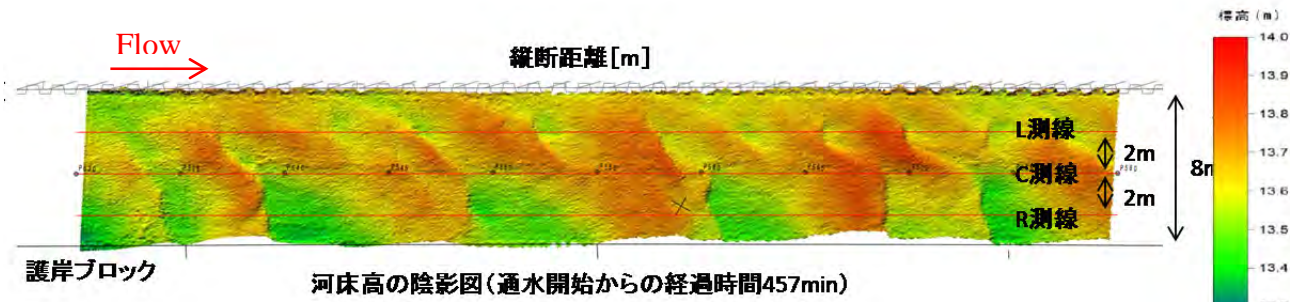 標高 (m)
Flow
縦断距離[m]
14.0
13.9
13.8
13.7
13.6
13.5
13.4
L測線
2m
C測線
8m
2m
R測線
護岸ブロック
河床高の陰影図(通水開始からの経過時間457min)